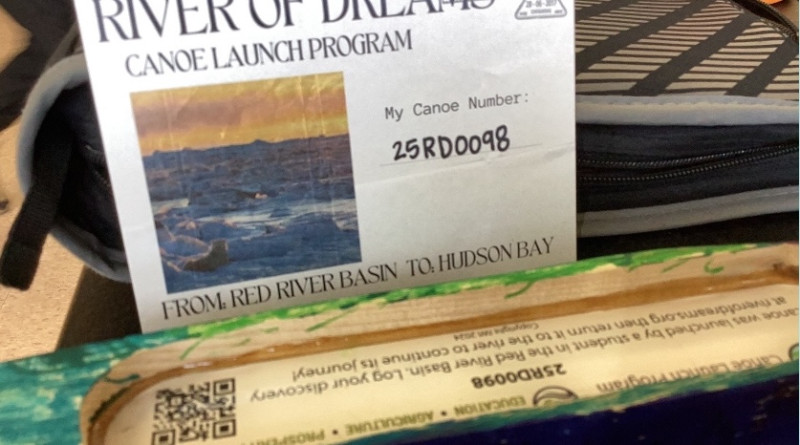 RIVER OF DREAMS
CANOE LAUNCH PROGRAM
My Canoe Number:
25RD0098
FROM: RED RIVER BASIN TO: HUDSON BAY
EDUCATION • AGRICULTURE •
Canoe Launch Program
25RD0098
canoe was launched by a student in the Red River Basin. Log your discovery
at riverofdreams.org then return it to the river to continue its journey!
Copyright
2024